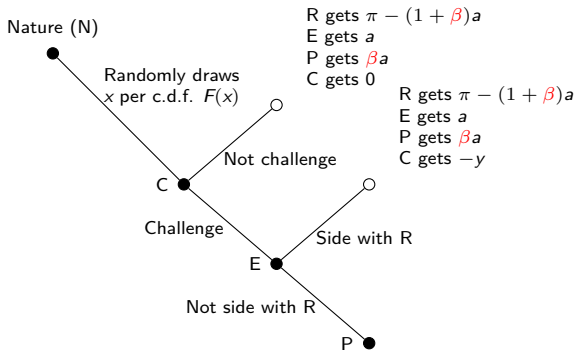 R gets π − (1 + β)a
E gets a
P gets βa
C gets 0
Nature (N)
Randomly draws
x per c.d.f. F(x)
R gets π − (1 + β)a
E gets a
P gets βa
C gets −y
Not challenge
C
Challenge
Side with R
E
Not side with R
P